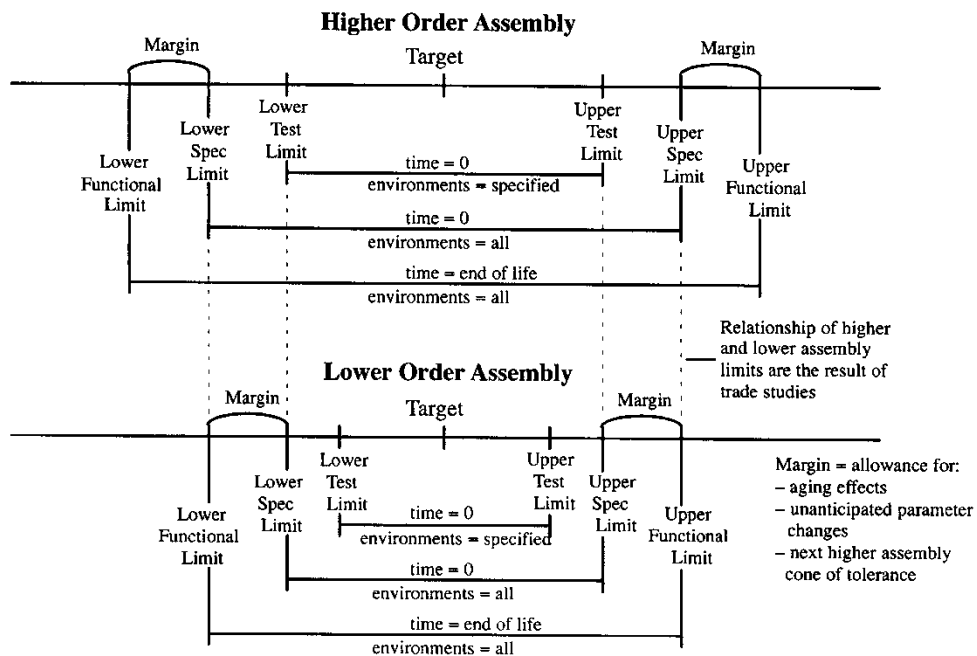 Higher Order Assembly
Margin
Target
Margin
Lower
Functional
Limit
Lower
Spec
Limit
Lower
Test
Limit
Upper
Test
Limit
Upper
Spec
Limit
Upper
Functional
Limit
time = 0
environments = specified
time = 0
environments = all
time = end of life
environments = all
Relationship of higher
and lower assembly
limits are the result of
trade studies
Lower Order Assembly
Margin
Target
Margin
Lower
Functional
Limit
Lower
Spec
Limit
Lower
Test
Limit
Upper
Test
Limit
Upper
Spec
Limit
Upper
Functional
Limit
time = 0
environments = specified
time = 0
environments = all
time = end of life
environments = all
Margin = allowance for:
– aging effects
– unanticipated parameter
changes
– next higher assembly
cone of tolerance